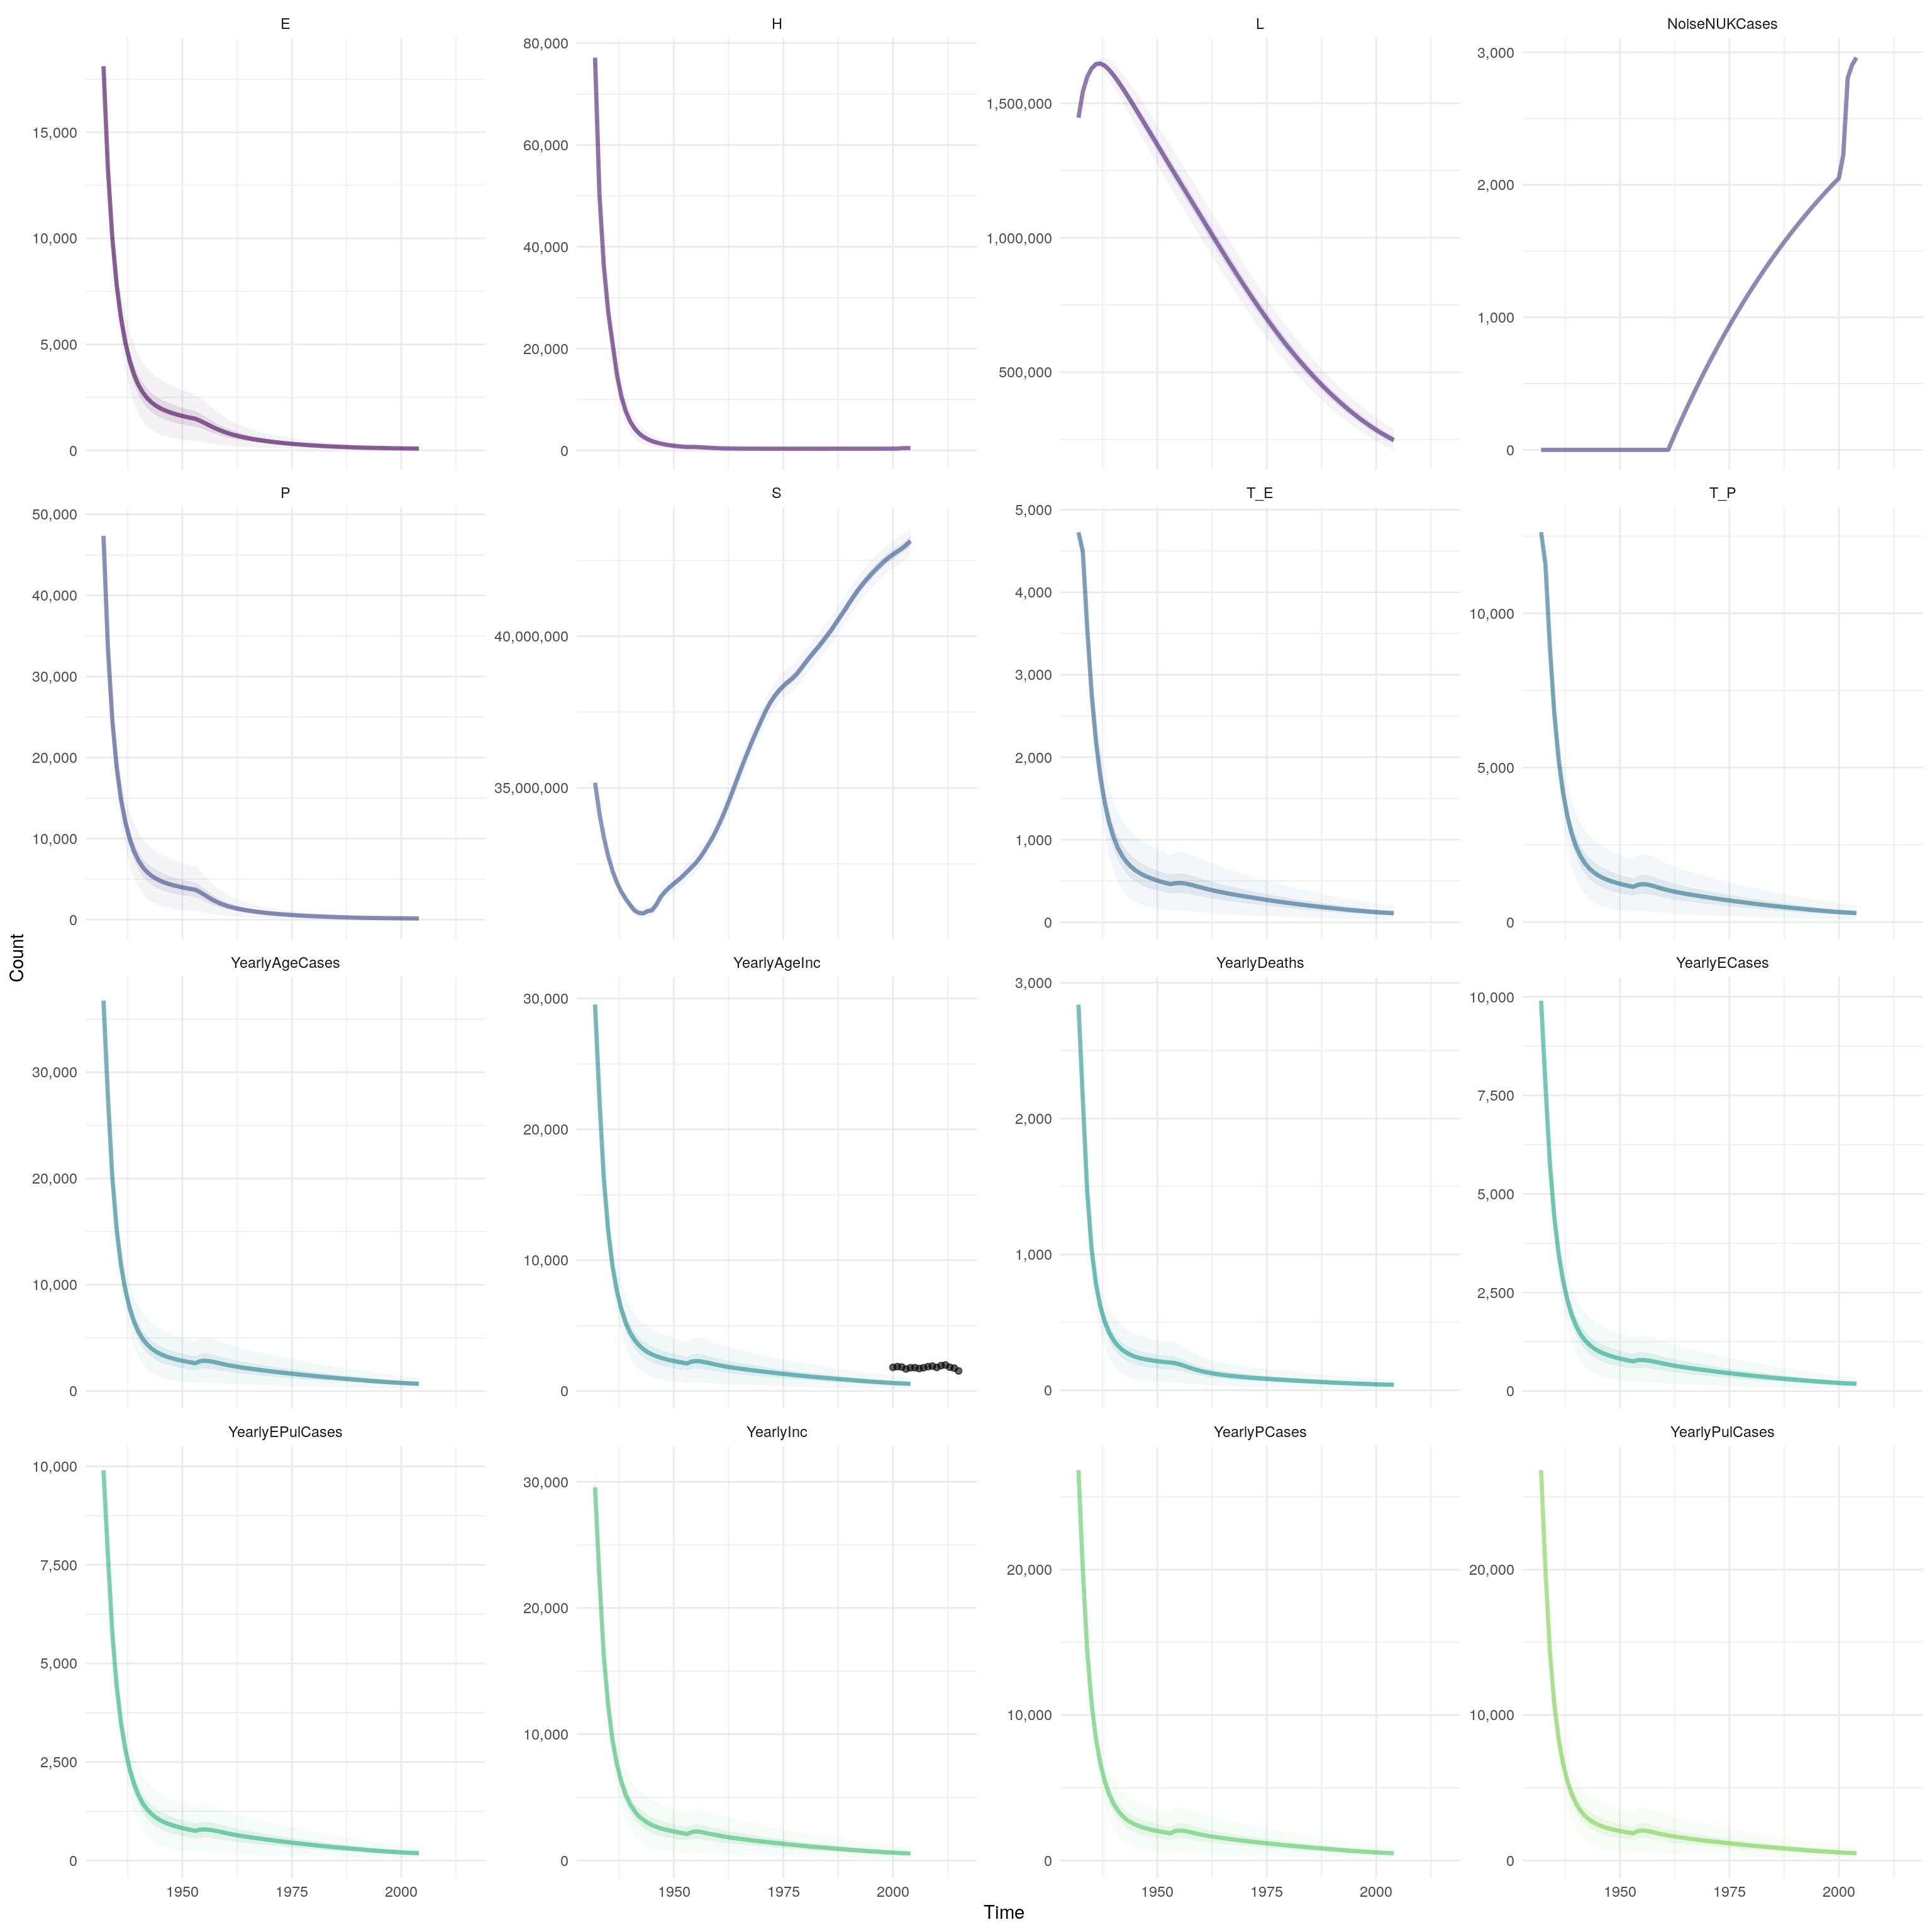 E
H
L
NoiseNUKCases
15,000
10,000
5,000
0
80,000
60,000
40,000
20,000
0
1,500,000
1,000,000
500,000
3,000
2,000
1,000
0
P
S
T_E
T_P
50,000
40,000
30,000
20,000
10,000
0
40,000,000
35,000,000
5,000
4,000
3,000
2,000
1,000
0
10,000
5,000
0
Count
YearlyAgeCases
YearlyAgeInc
YearlyDeaths
YearlyECases
30,000
20,000
10,000
0
30,000
20,000
10,000
0
3,000
2,000
1,000
0
10,000
7,500
5,000
2,500
0
YearlyEPulCases
YearlyInc
YearlyPCases
YearlyPulCases
10,000
7,500
5,000
2,500
0
30,000
20,000
10,000
0
20,000
10,000
0
20,000
10,000
0
1950 1975 2000
1950 1975 2000
1950 1975 2000
1950 1975 2000
Time